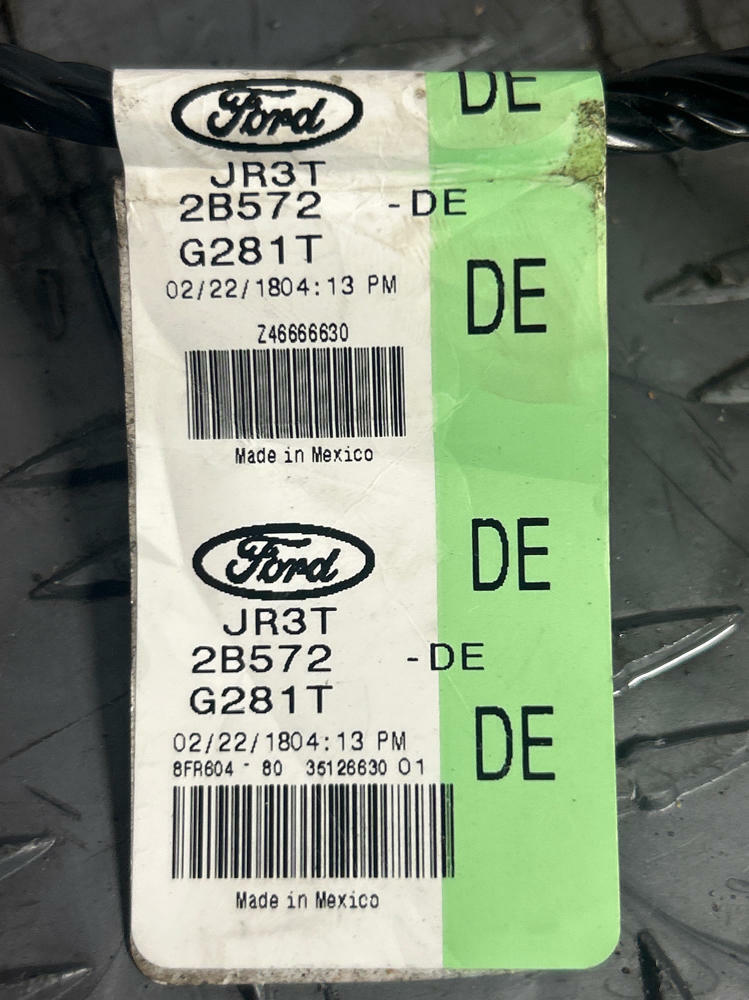 Ford
DE
JR3T
2B572 -DE
G281T
DE
02/22/1804:13 PM
Z46666630
Made in Mexico
Ford
DE
JR3T
2B572 -DE
G281T
DE
02/22/1804:13 PM
8FR604 - 80 35126630 01
Made in Mexico